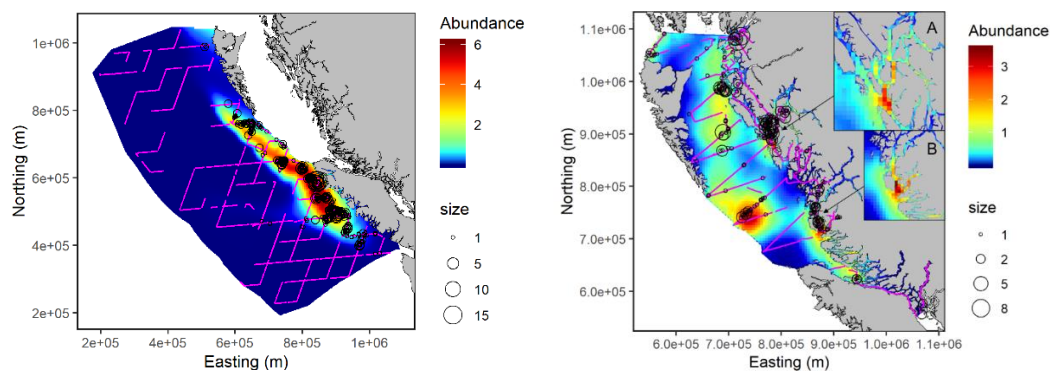 Abundance
6
4
2
size
1
5
10
15
1e+06
8e+05
6e+05
4e+05
2e+05
Northing (m)
2e+05 4e+05 6e+05 8e+05 1e+06
Easting (m)
A
B
Abundance
3
2
1
size
1
2
5
8
1.1e+06
1.0e+06
9.0e+05
8.0e+05
7.0e+05
6.0e+05
Northing (m)
6.0e+05 7.0e+05 8.0e+05 9.0e+05 1.0e+06 1.1e+06
Easting (m)